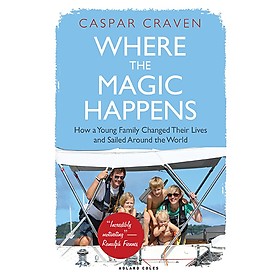 CASPAR CRAVEN
WHERE
THE
MAGIC
HAPPENS
How a Young Family Changed Their Lives
and Sailed Around the World
"Incredibly
motivating"—
Ranulph Fiennes
ADLARD COLES